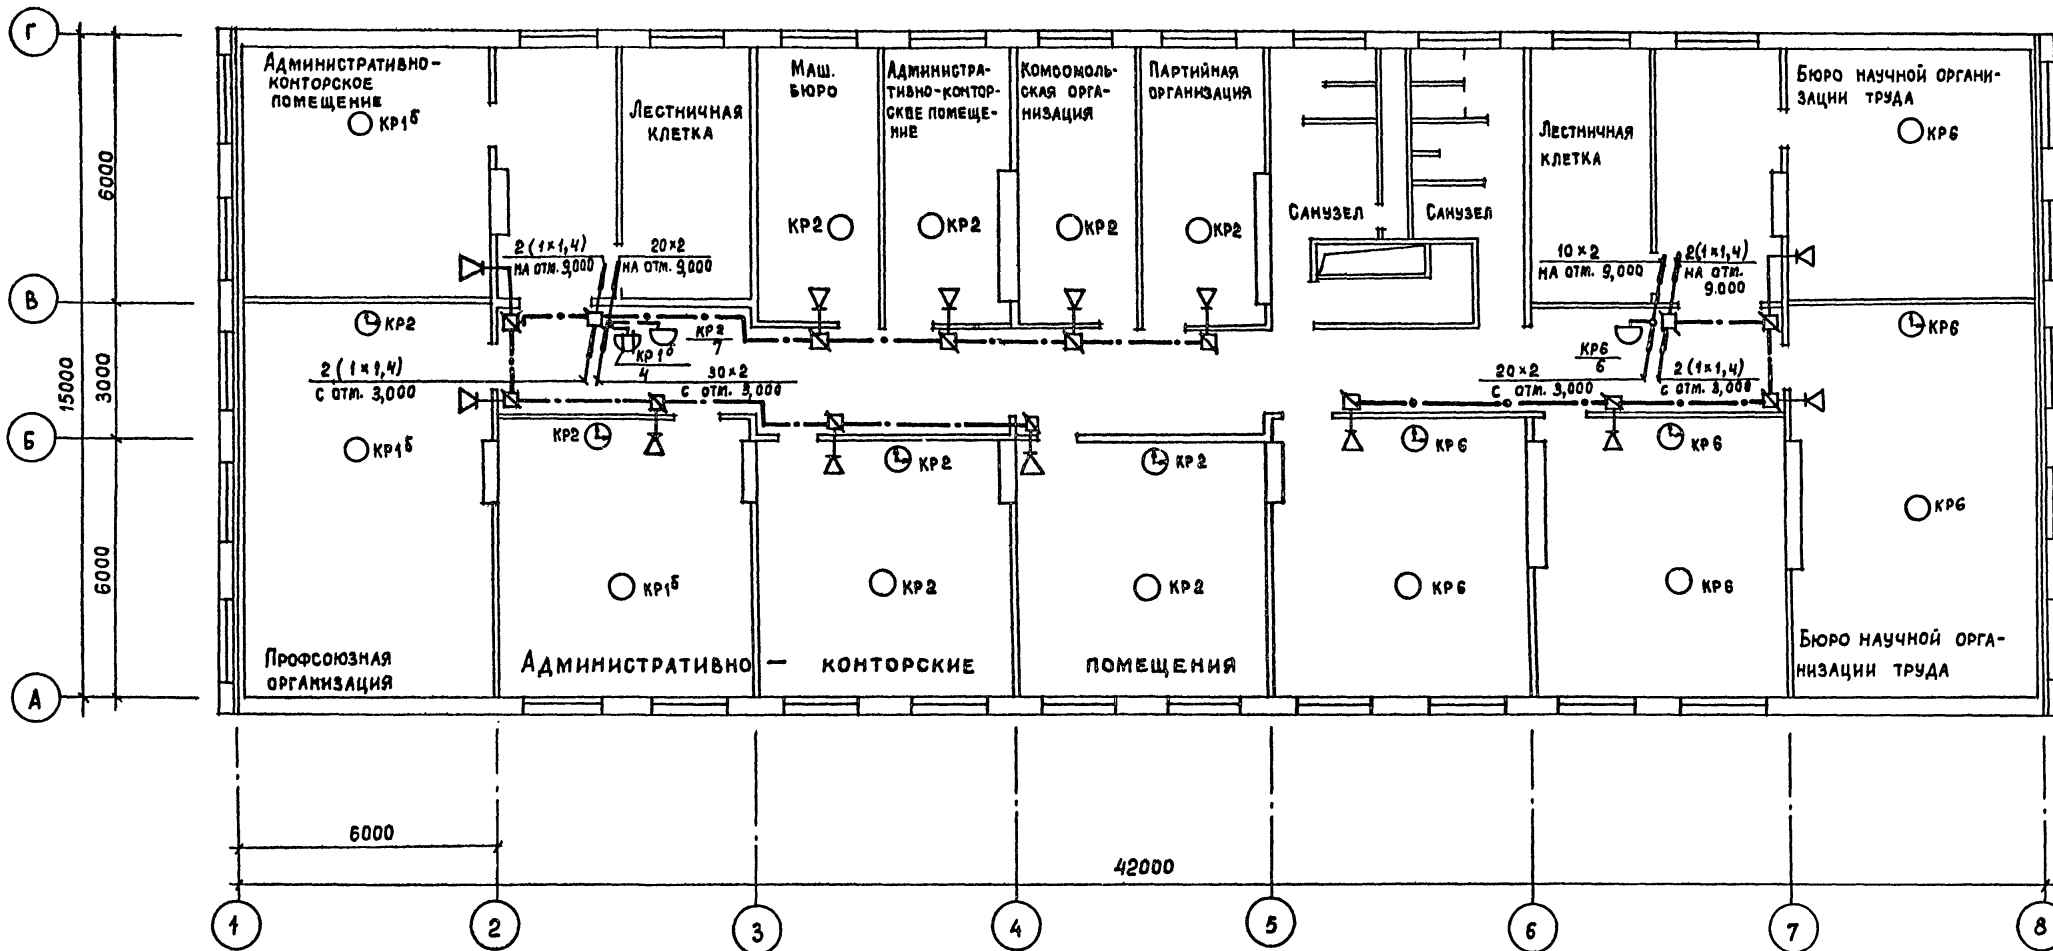 Г
АДМИНИСТРАТИВНО-
КОНТОРСКОЕ
ПОМЕЩЕНИЕ
КР1Б
ЛЕСТНИЧНАЯ
КЛЕТКА
МАШ.
БЮРО
АДМИНИСТРА-
ТИВНО-КОНТОР-
СКОЕ ПОМЕЩЕ-
НИЕ
КОМСОМОЛЬ-
СКАЯ ОРГА-
НИЗАЦИЯ
ПАРТИЙНАЯ
ОРГАНИЗАЦИЯ
ЛЕСТНИЧНАЯ
КЛЕТКА
БЮРО НАУЧНОЙ ОРГАНИ-
ЗАЦИИ ТРУДА
КР6
6000
КР2
КР2
КР2
КР2
САНУЗЕЛ
САНУЗЕЛ
2(1×1,4)
НА ОТМ. 9,000
20×2
НА ОТМ. 9,000
10×2
НА ОТМ. 9,000
2(1×1,4)
НА ОТМ.
9.000
В
КР2
КР2
7
КР1Б
4
КР6
6
КР6
15000
3000
2(1×1,4)
С ОТМ. 3,000
30×2
С ОТМ. 3,000
20×2
С ОТМ. 3,000
2(1×1,4)
С ОТМ. 3,000
Б
КР1Б
КР2
КР2
КР2
КР6
КР6
КР6
6000
КР1Б
КР2
КР2
КР6
КР6
ПРОФСОЮЗНАЯ
ОРГАНИЗАЦИЯ
АДМИНИСТРАТИВНО - КОНТОРСКИЕ ПОМЕЩЕНИЯ
БЮРО НАУЧНОЙ ОРГА-
НИЗАЦИИ ТРУДА
А
6000
42000
1 2 3 4 5 6 7 8